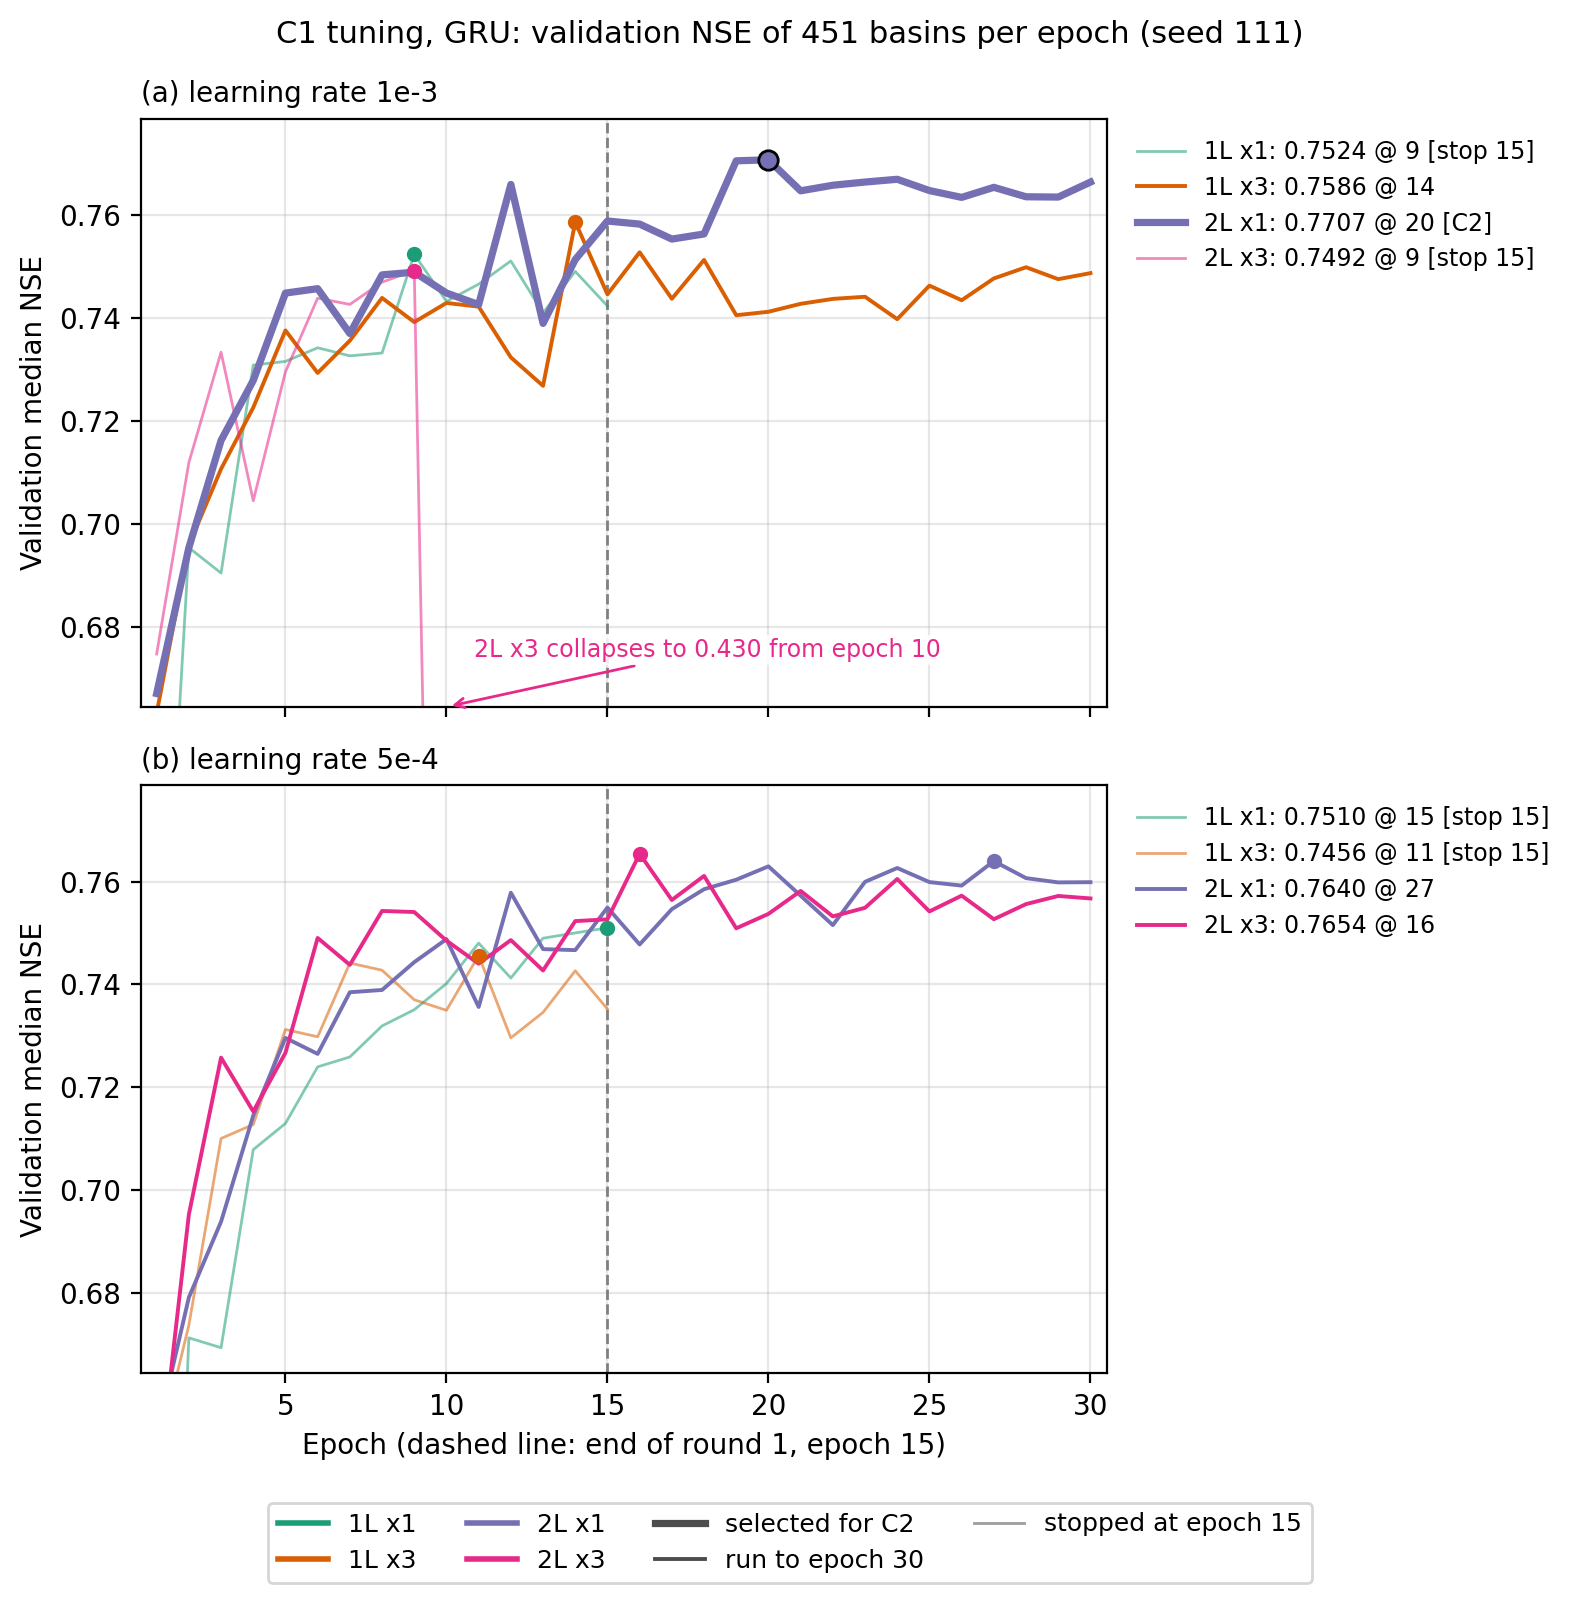 C1 tuning, GRU: validation NSE of 451 basins per epoch (seed 111)
(a) learning rate 1e-3
Validation median NSE
0.76
0.74
0.72
0.70
0.68
2L x3 collapses to 0.430 from epoch 10
1L x1: 0.7524 @ 9 [stop 15]
1L x3: 0.7586 @ 14
2L x1: 0.7707 @ 20 [C2]
2L x3: 0.7492 @ 9 [stop 15]
(b) learning rate 5e-4
Validation median NSE
0.76
0.74
0.72
0.70
0.68
1L x1: 0.7510 @ 15 [stop 15]
1L x3: 0.7456 @ 11 [stop 15]
2L x1: 0.7640 @ 27
2L x3: 0.7654 @ 16
5 10 15 20 25 30
Epoch (dashed line: end of round 1, epoch 15)
1L x1 2L x1 selected for C2 stopped at epoch 15
1L x3 2L x3 run to epoch 30